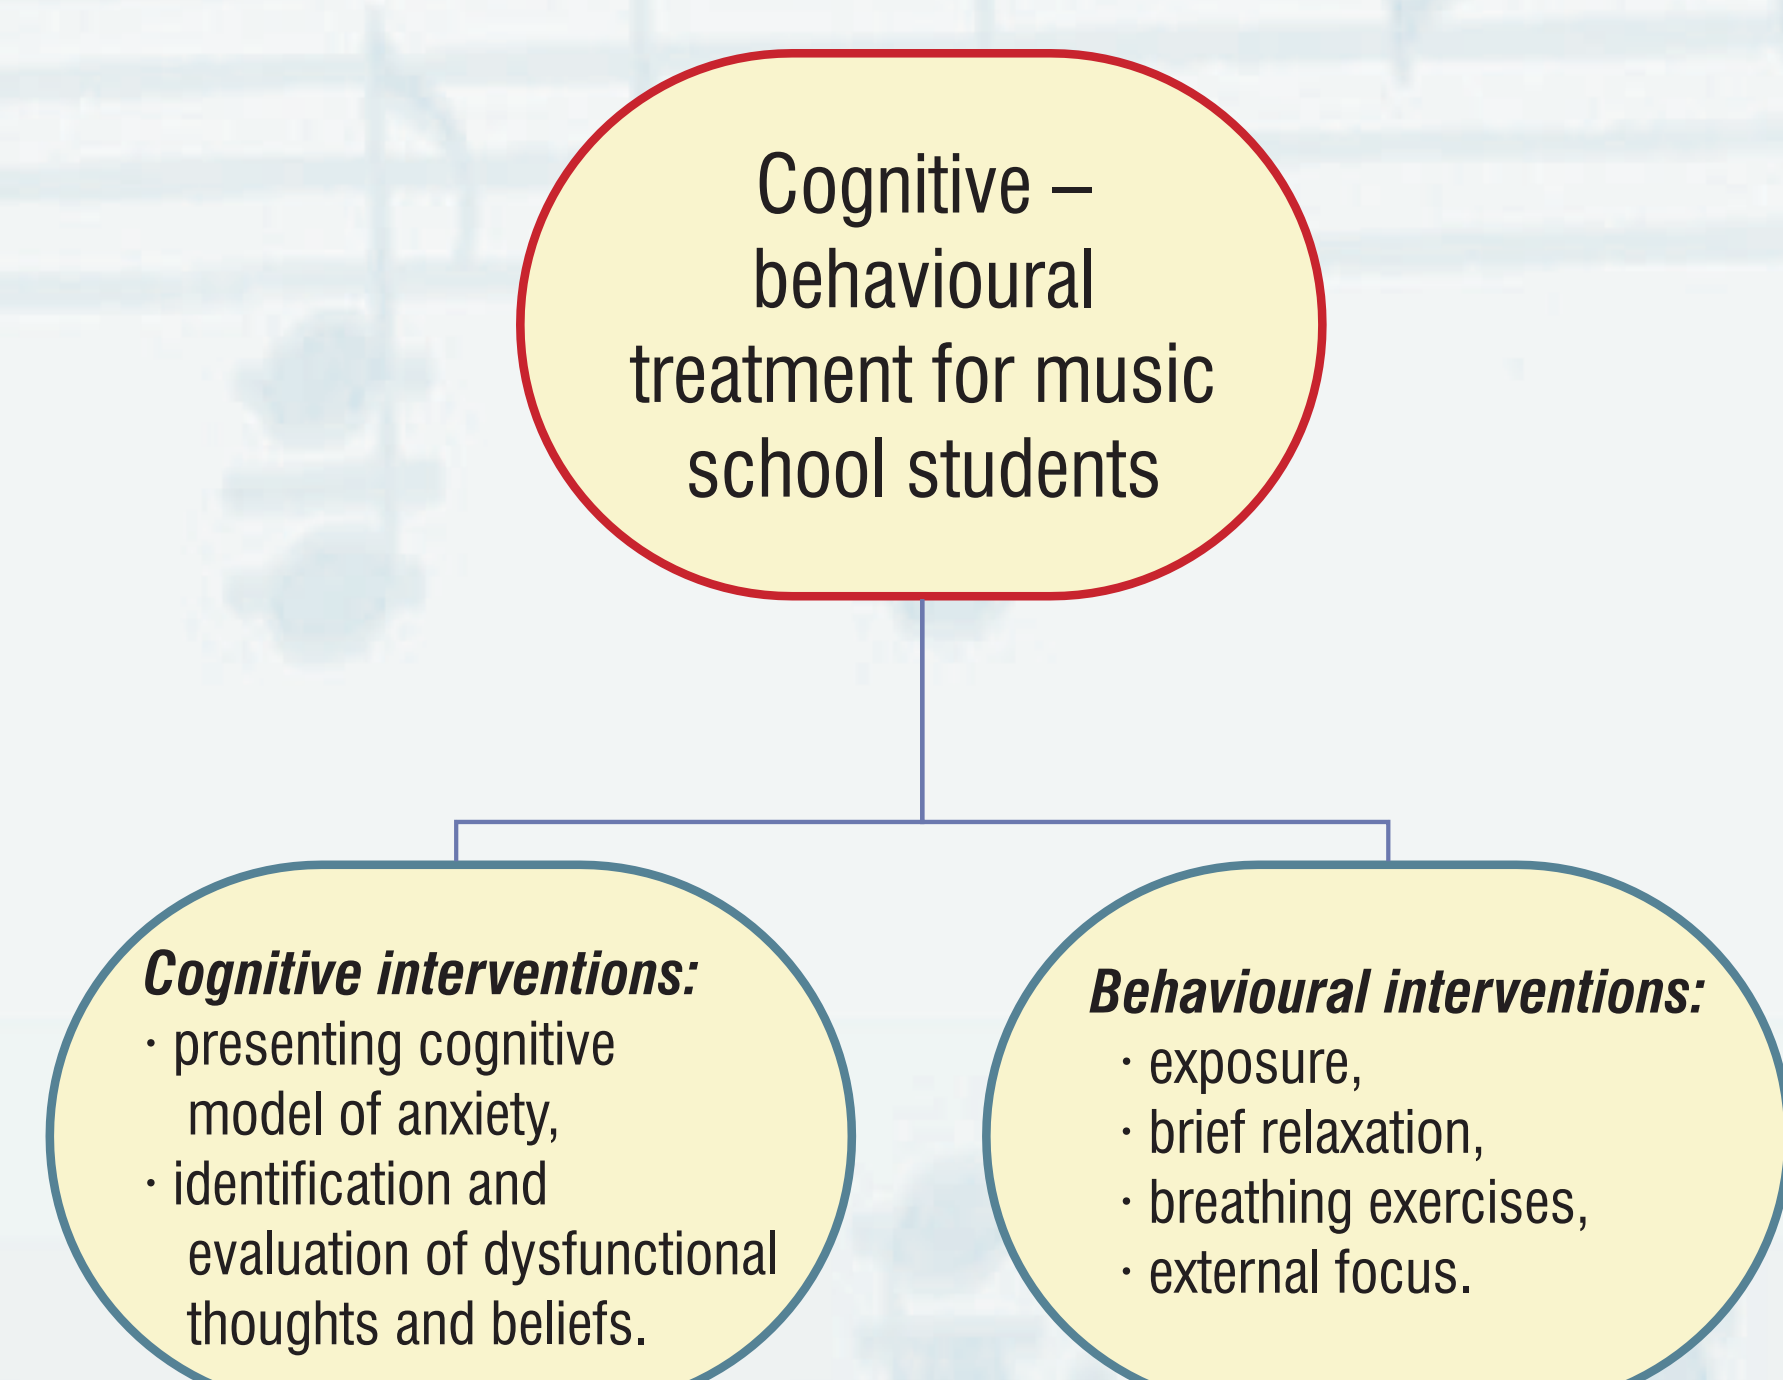 Cognitive –
behavioural
treatment for music
school students
Cognitive interventions:
· presenting cognitive
model of anxiety,
· identification and
evaluation of dysfunctional
thoughts and beliefs.
Behavioural interventions:
· exposure,
· brief relaxation,
· breathing exercises,
· external focus.